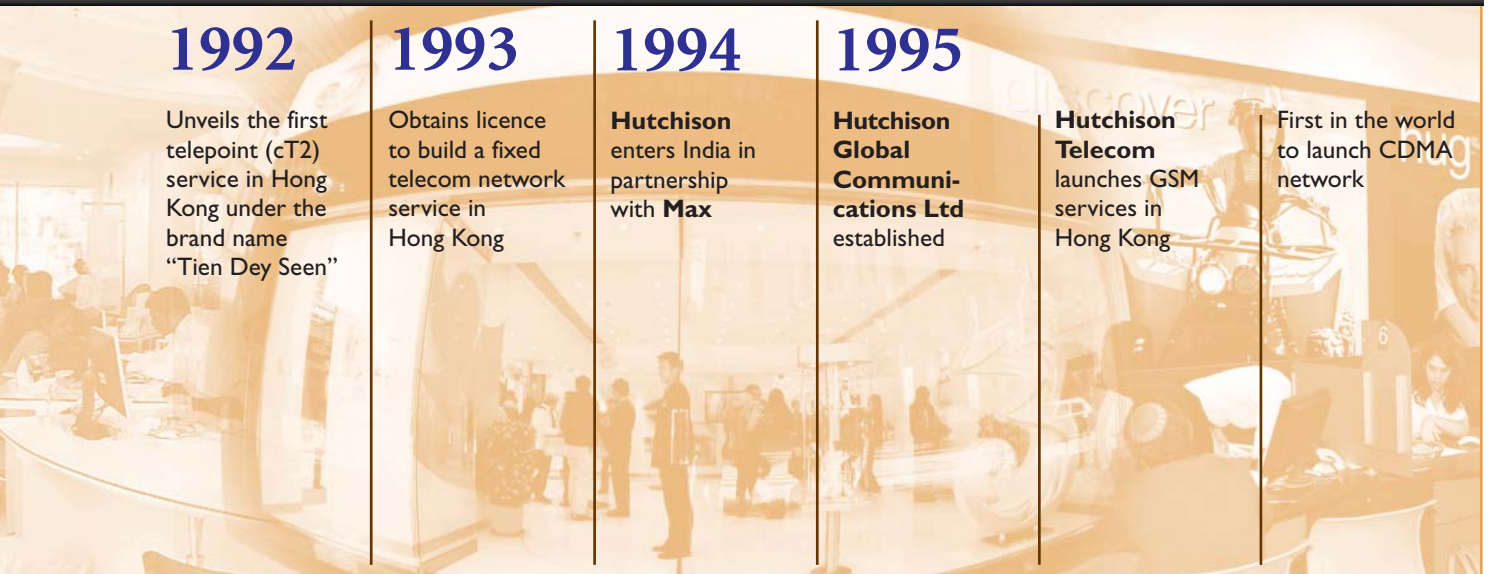 1992
Unveils the first
telepoint (cT2)
service in Hong
Kong under the
brand name
“Tien Dey Seen”
1993
Obtains licence
to build a fixed
telecom network
service in
Hong Kong
1994
Hutchison
enters India in
partnership
with Max
1995
Hutchison
Global
Communi-
cations Ltd
established
Hutchison
Telecom
launches GSM
services in
Hong Kong
First in the world
to launch CDMA
network
discover
hug
6